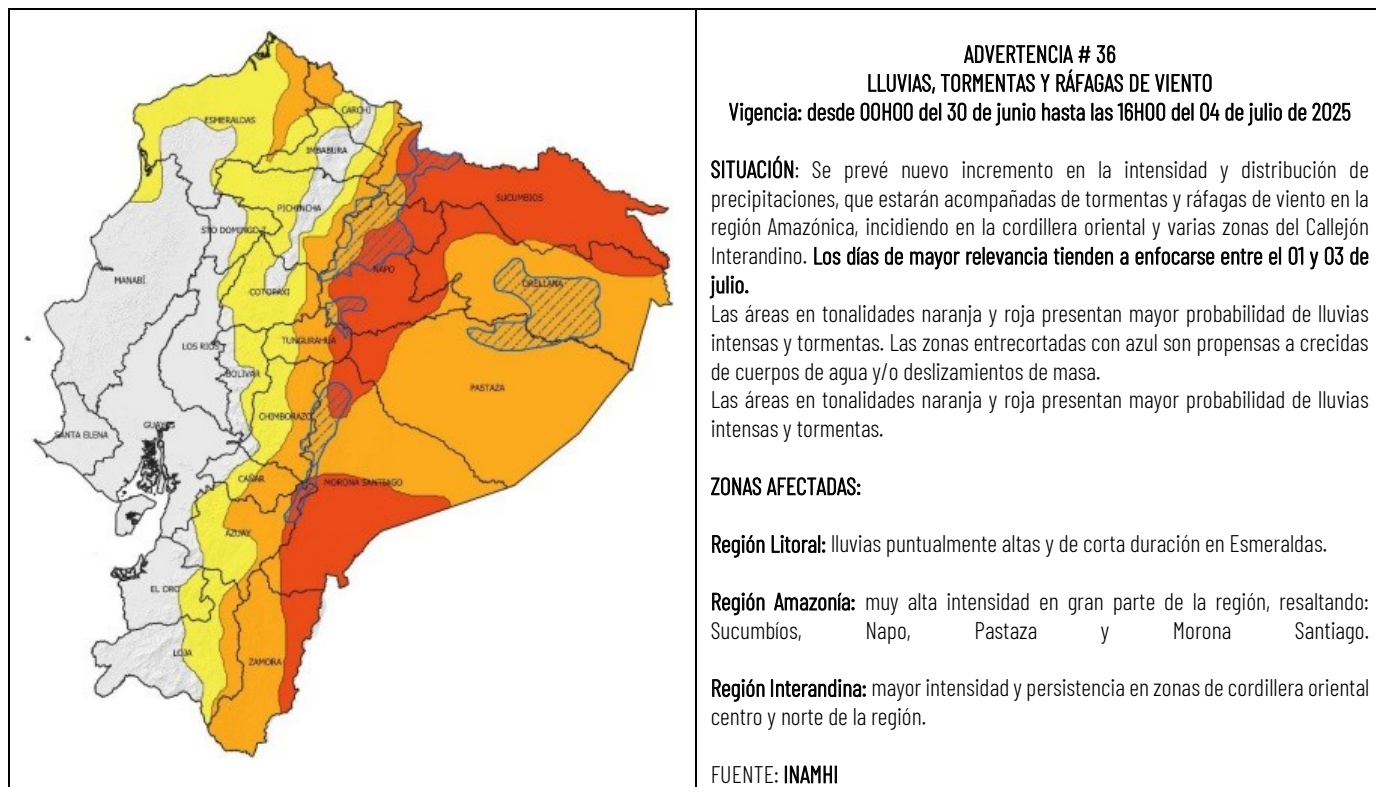 ESMERALDAS
CARCHI
IMBABURA
SUCUMBIOS
PICHINCHA
STO DOMINGO T
NAPO
ORELLANA
MANABÍ
COTOPAXI
TUNGURAHUA
LOS RIOS
BOLIVAR
PASTAZA
CHIMBORAZO
GUAYAS
SANTA ELENA
CAÑAR
MORONA SANTIAGO
AZUAY
EL ORO
LOJA
ZAMORA
ADVERTENCIA # 36
LLUVIAS, TORMENTAS Y RÁFAGAS DE VIENTO
Vigencia: desde 00H00 del 30 de junio hasta las 16H00 del 04 de julio de 2025
SITUACIÓN: Se prevé nuevo incremento en la intensidad y distribución de
precipitaciones, que estarán acompañadas de tormentas y ráfagas de viento en la
región Amazónica, incidiendo en la cordillera oriental y varias zonas del Callejón
Interandino. Los días de mayor relevancia tienden a enfocarse entre el 01 y 03 de
julio.
Las áreas en tonalidades naranja y roja presentan mayor probabilidad de lluvias
intensas y tormentas. Las zonas entrecortadas con azul son propensas a crecidas
de cuerpos de agua y/o deslizamientos de masa.
Las áreas en tonalidades naranja y roja presentan mayor probabilidad de lluvias
intensas y tormentas.
ZONAS AFECTADAS:
Región Litoral: lluvias puntualmente altas y de corta duración en Esmeraldas.
Región Amazonía: muy alta intensidad en gran parte de la región, resaltando:
Sucumbíos, Napo, Pastaza y Morona Santiago.
Región Interandina: mayor intensidad y persistencia en zonas de cordillera oriental
centro y norte de la región.
FUENTE: INAMHI